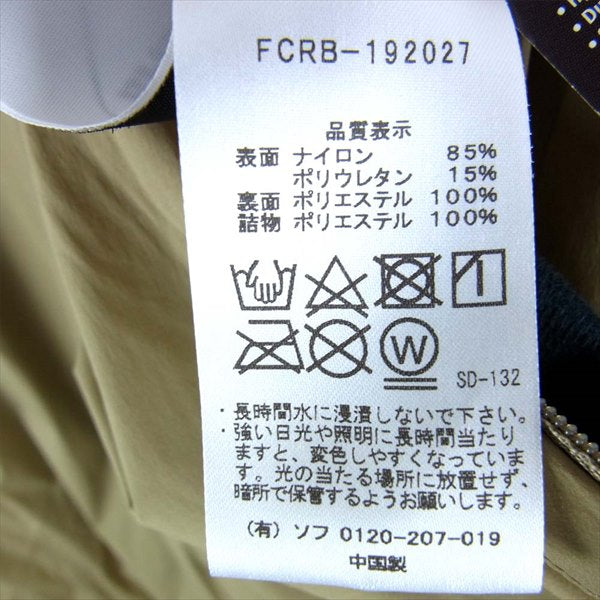 FCRB-192027
品質表示
表面 ナイロン 85%
ポリウレタン 15%
裏面 ポリエステル 100%
詰物 ポリエステル 100%
W
SD-132
・長時間水に浸漬しないで下さい。
・強い日光や照明に長時間当たり
ますと、変色しやすくなっていま
す。光の当たる場所に放置せず、
暗所で保管するようお願いします。
(有) ソフ 0120-207-019
中国製